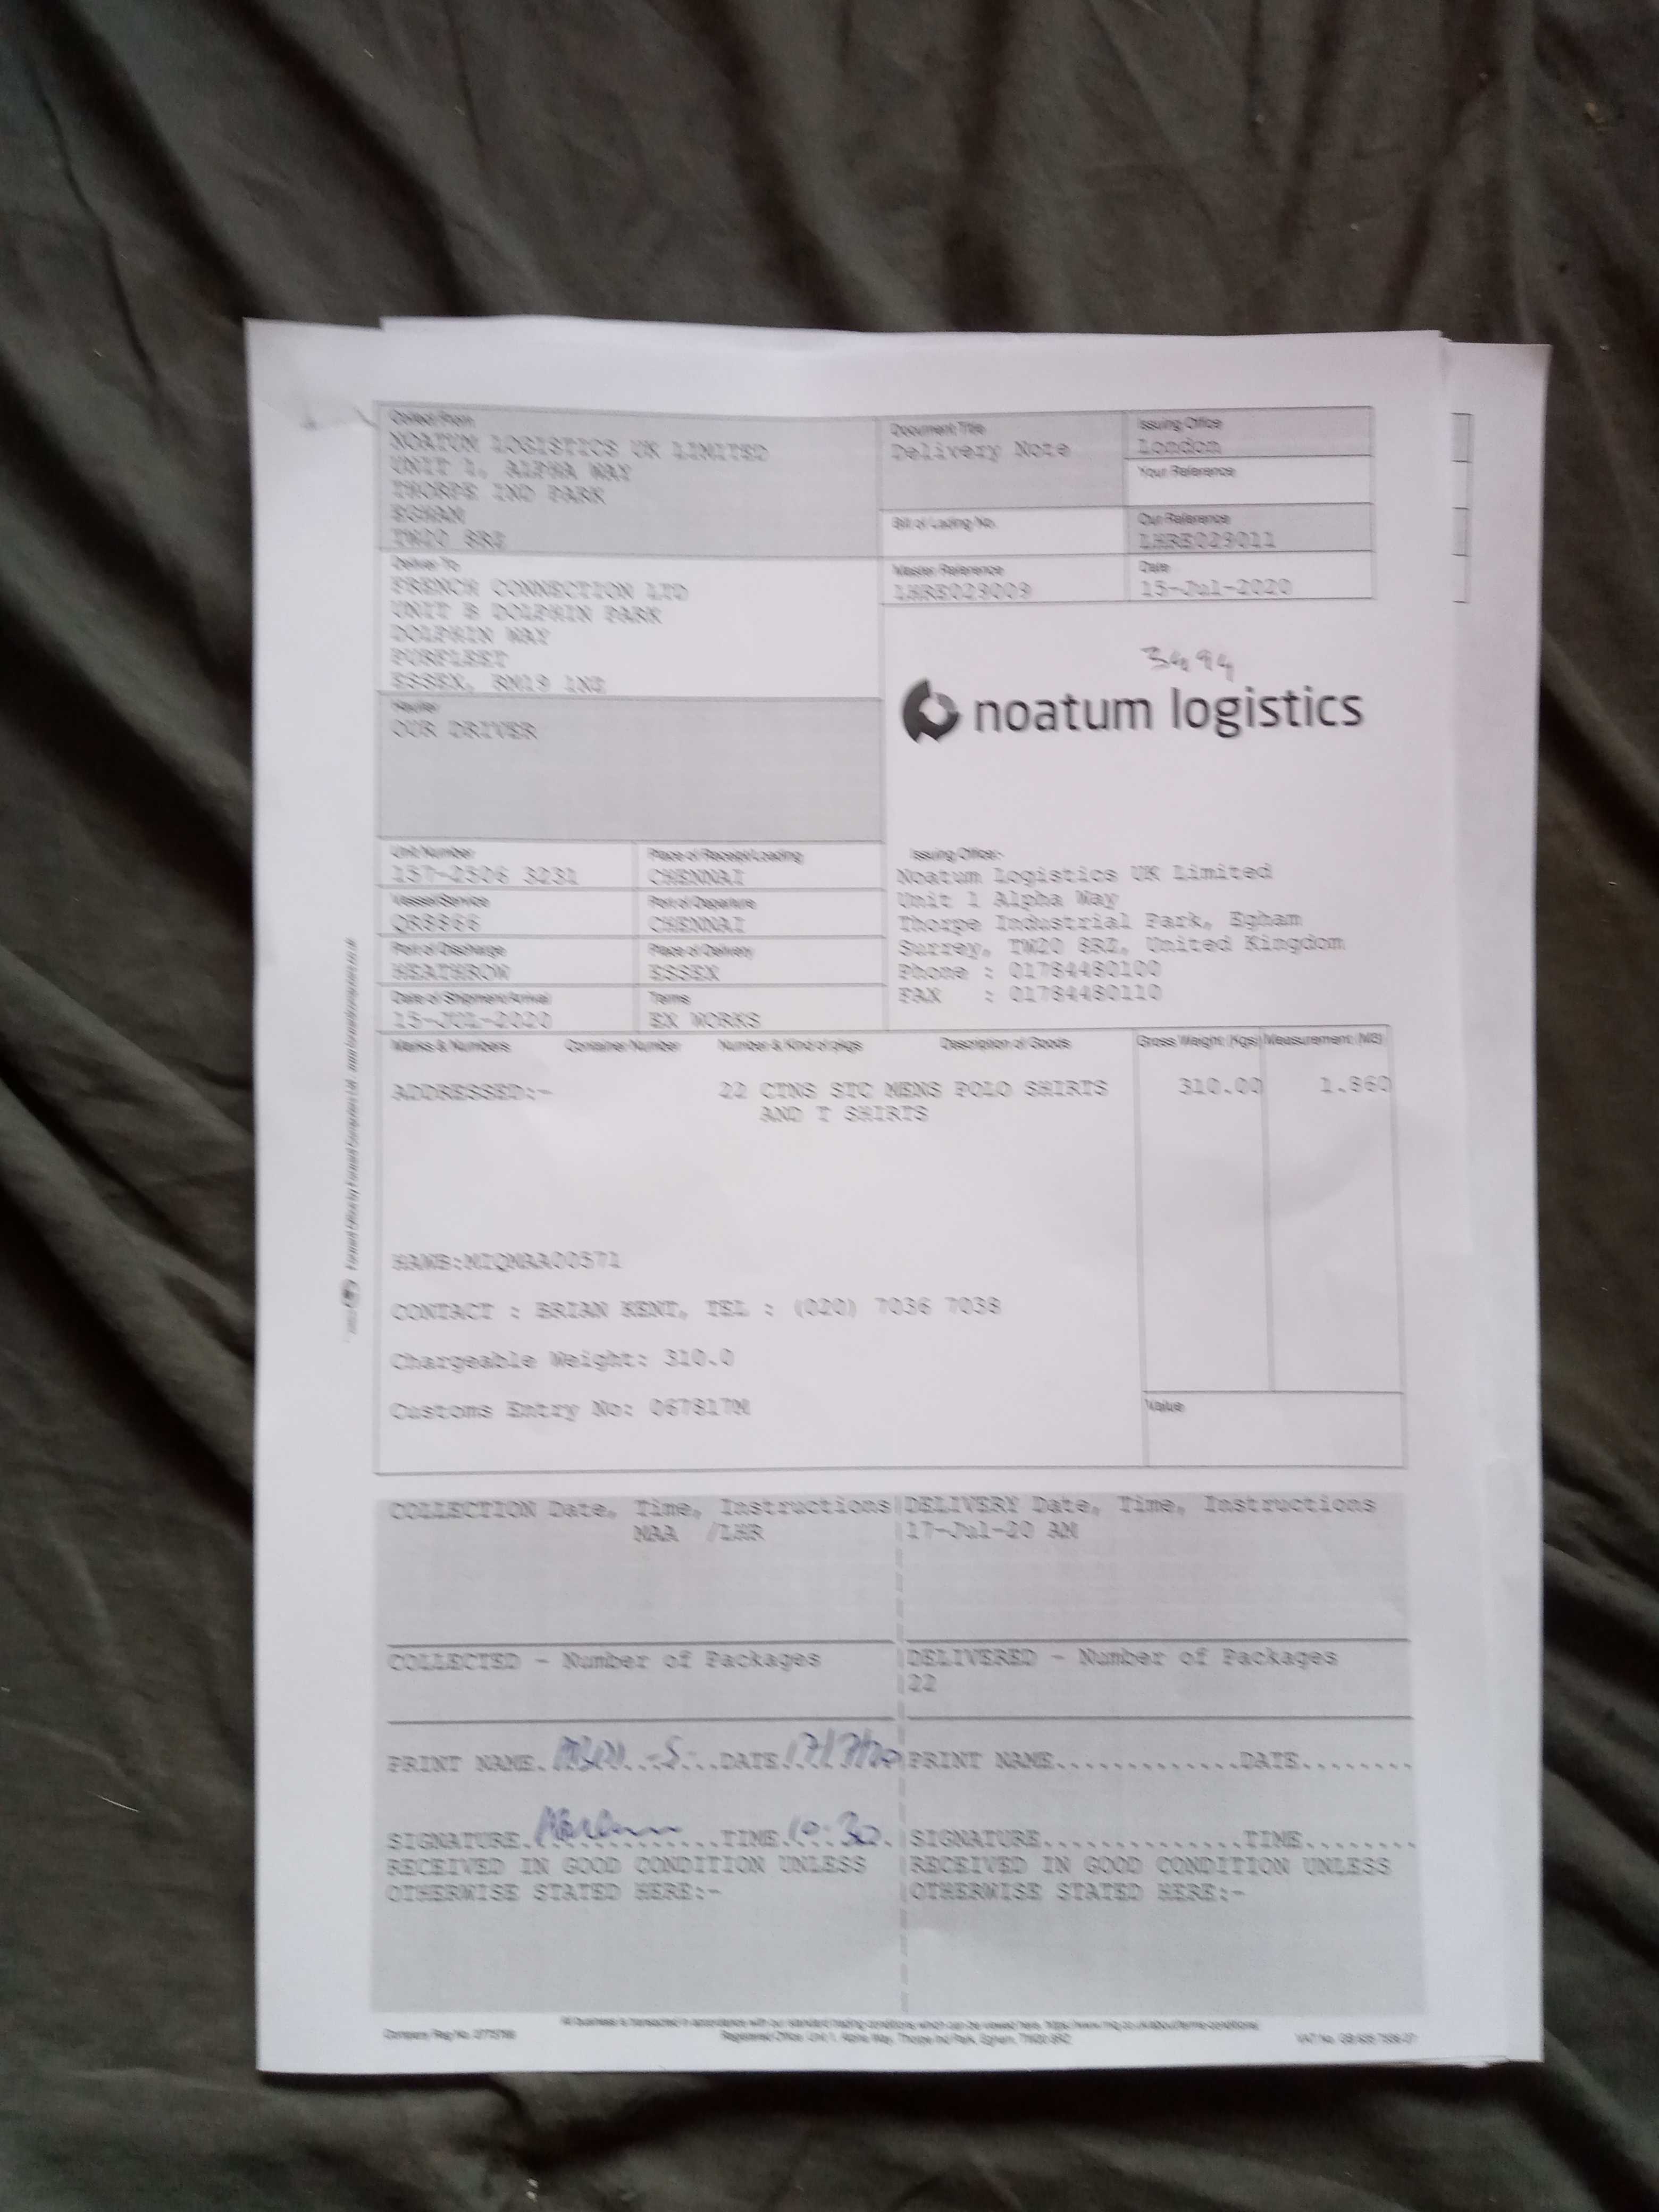 Collect From
NOATUM LOGISTICS UK LIMITED
UNIT 1, ALPHA WAY
THORPE IND PARK
EGHAM
TW20 8RZ
Document Title
Delivery Note
Issuing Office
London
Your Reference
Bill of Lading No.
Our Reference
LHRE029011
Master Reference
LHRE029009
Date
15-Jul-2020
Deliver To
FRENCH CONNECTION LTD
UNIT B DOLPHIN PARK
DOLPHIN WAY
PURFLEET
ESSEX, RM19 1NZ
3494
noatum logistics
Haulier
OUR DRIVER
Unit Number
157-2506 3231
Place of Receipt/Loading
CHENNAI
Vessel/Service
QR8866
Port of Departure
CHENNAI
Port of Discharge
HEATHROW
Place of Delivery
ESSEX
Date of Shipment/Arrival
15-JUL-2020
Terms
EX WORKS
Issuing Office:-
Noatum Logistics UK Limited
Unit 1 Alpha Way
Thorpe Industrial Park, Egham
Surrey, TW20 8RZ, United Kingdom
Phone : 01784480100
FAX : 01784480110
Marks & Numbers Container Number Number & Kind of pkgs Description of Goods Gross Weight (Kgs) Measurement (M3)
ADDRESSED:- 22 CTNS STC MENS POLO SHIRTS 310.00 1.860
AND T SHIRTS
HAWB:MIQMAA00571
CONTACT : BRIAN KENT, TEL : (020) 7036 7038
Chargeable Weight: 310.0
Customs Entry No: 067817M
Value
COLLECTION Date, Time, Instructions
MAA /LHR
DELIVERY Date, Time, Instructions
17-Jul-20 AM
COLLECTED - Number of Packages
DELIVERED - Number of Packages
22
PRINT NAME. DATE 17/7/20
SIGNATURE. TIME 10:30.
RECEIVED IN GOOD CONDITION UNLESS
OTHERWISE STATED HERE:-
PRINT NAME.............DATE........
SIGNATURE..............TIME........
RECEIVED IN GOOD CONDITION UNLESS
OTHERWISE STATED HERE:-
All business is transacted in accordance with our standard trading conditions which can be viewed here.
Company Reg No.
Registered Office: Unit 1, Alpha Way, Thorpe Ind Park, Egham, TW20 8RZ
VAT No.